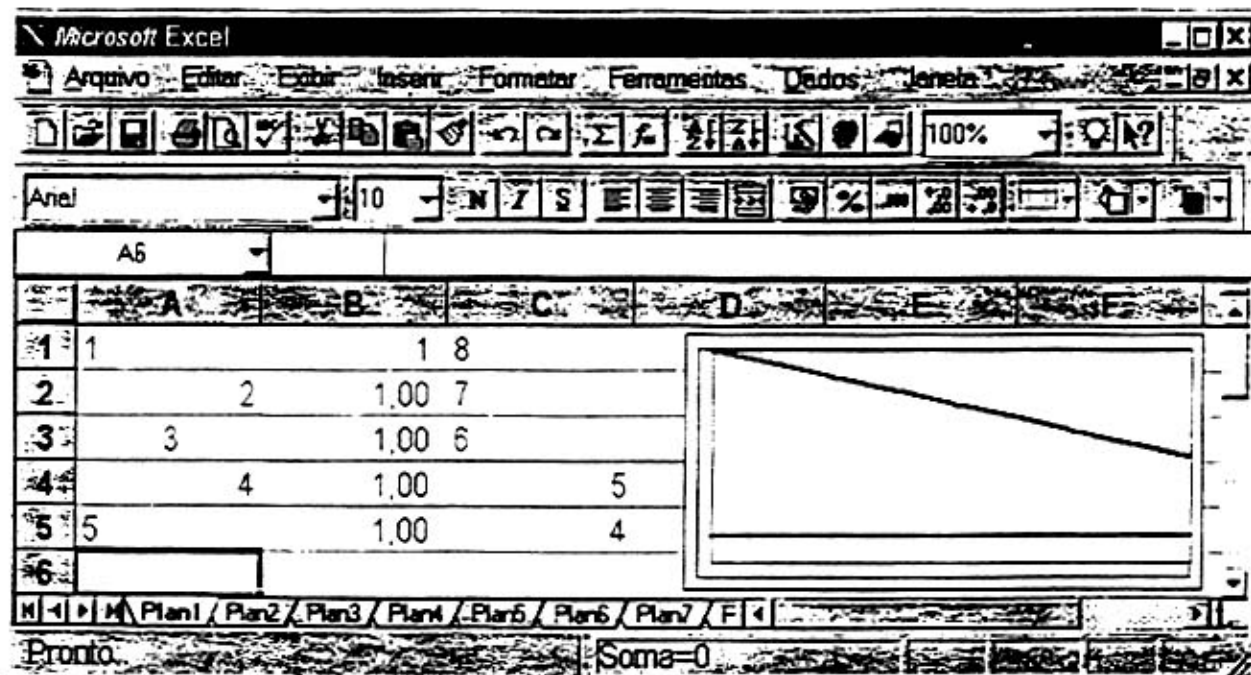 Microsoft Excel
Arquivo Editar Exibir Inserir Formatar Ferramentas Dados Janela ?
100%
Arial 10 N I S
A6
A B C D E F
1 1 1 8
2 2 1,00 7
3 3 1,00 6
4 4 1,00 5
5 5 1,00 4
6
Plan1 Plan2 Plan3 Plan4 Plan5 Plan6 Plan7 F
Pronto Soma=0